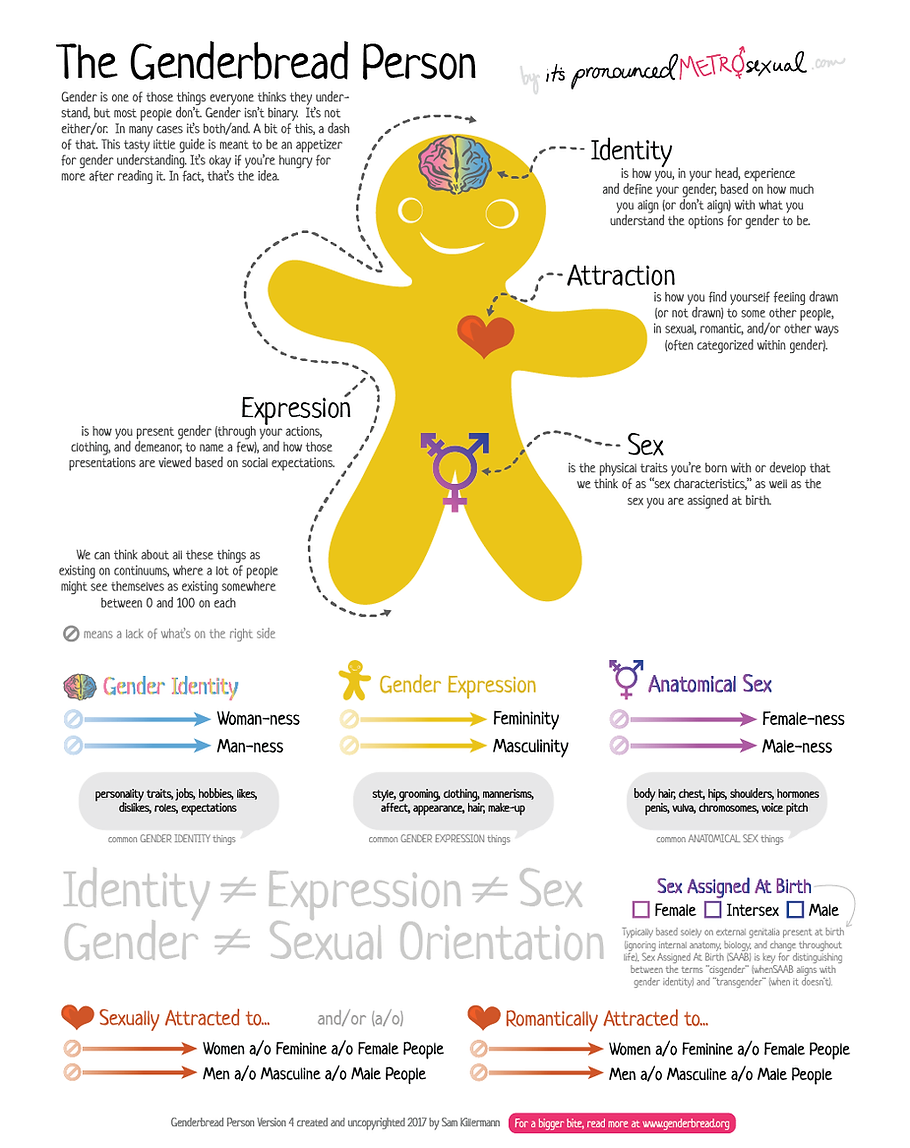 The Genderbread Person
by it's pronounced METROsexual.com
Gender is one of those things everyone thinks they under-
stand, but most people don't. Gender isn't binary. It's not
either/or. In many cases it's both/and. A bit of this, a dash
of that. This tasty little guide is meant to be an appetizer
for gender understanding. It's okay if you're hungry for
more after reading it. In fact, that's the idea.
Identity
is how you, in your head, experience
and define your gender, based on how much
you align (or don't align) with what you
understand the options for gender to be.
Attraction
is how you find yourself feeling drawn
(or not drawn) to some other people,
in sexual, romantic, and/or other ways
(often categorized within gender).
Expression
is how you present gender (through your actions,
clothing, and demeanor, to name a few), and how those
presentations are viewed based on social expectations.
Sex
is the physical traits you're born with or develop that
we think of as "sex characteristics," as well as the
sex you are assigned at birth.
We can think about all these things as
existing on continuums, where a lot of people
might see themselves as existing somewhere
between 0 and 100 on each
means a lack of what's on the right side
Gender Identity
Woman-ness
Man-ness
personality traits, jobs, hobbies, likes,
dislikes, roles, expectations
common GENDER IDENTITY things
Gender Expression
Femininity
Masculinity
style, grooming, clothing, mannerisms,
affect, appearance, hair, make-up
common GENDER EXPRESSION things
Anatomical Sex
Female-ness
Male-ness
body hair, chest, hips, shoulders, hormones
penis, vulva, chromosomes, voice pitch
common ANATOMICAL SEX things
Identity ≠ Expression ≠ Sex
Gender ≠ Sexual Orientation
Sex Assigned At Birth
Female Intersex Male
Typically based solely on external genitalia present at birth
(ignoring internal anatomy, biology, and change throughout
life), Sex Assigned At Birth (SAAB) is key for distinguishing
between the terms "cisgender" (whenSAAB aligns with
gender identity) and "transgender" (when it doesn't).
Sexually Attracted to... and/or (a/o)
Women a/o Feminine a/o Female People
Men a/o Masculine a/o Male People
Romantically Attracted to...
Women a/o Feminine a/o Female People
Men a/o Masculine a/o Male People
Genderbread Person Version 4 created and uncopyrighted 2017 by Sam Killermann
For a bigger bite, read more at www.genderbread.org